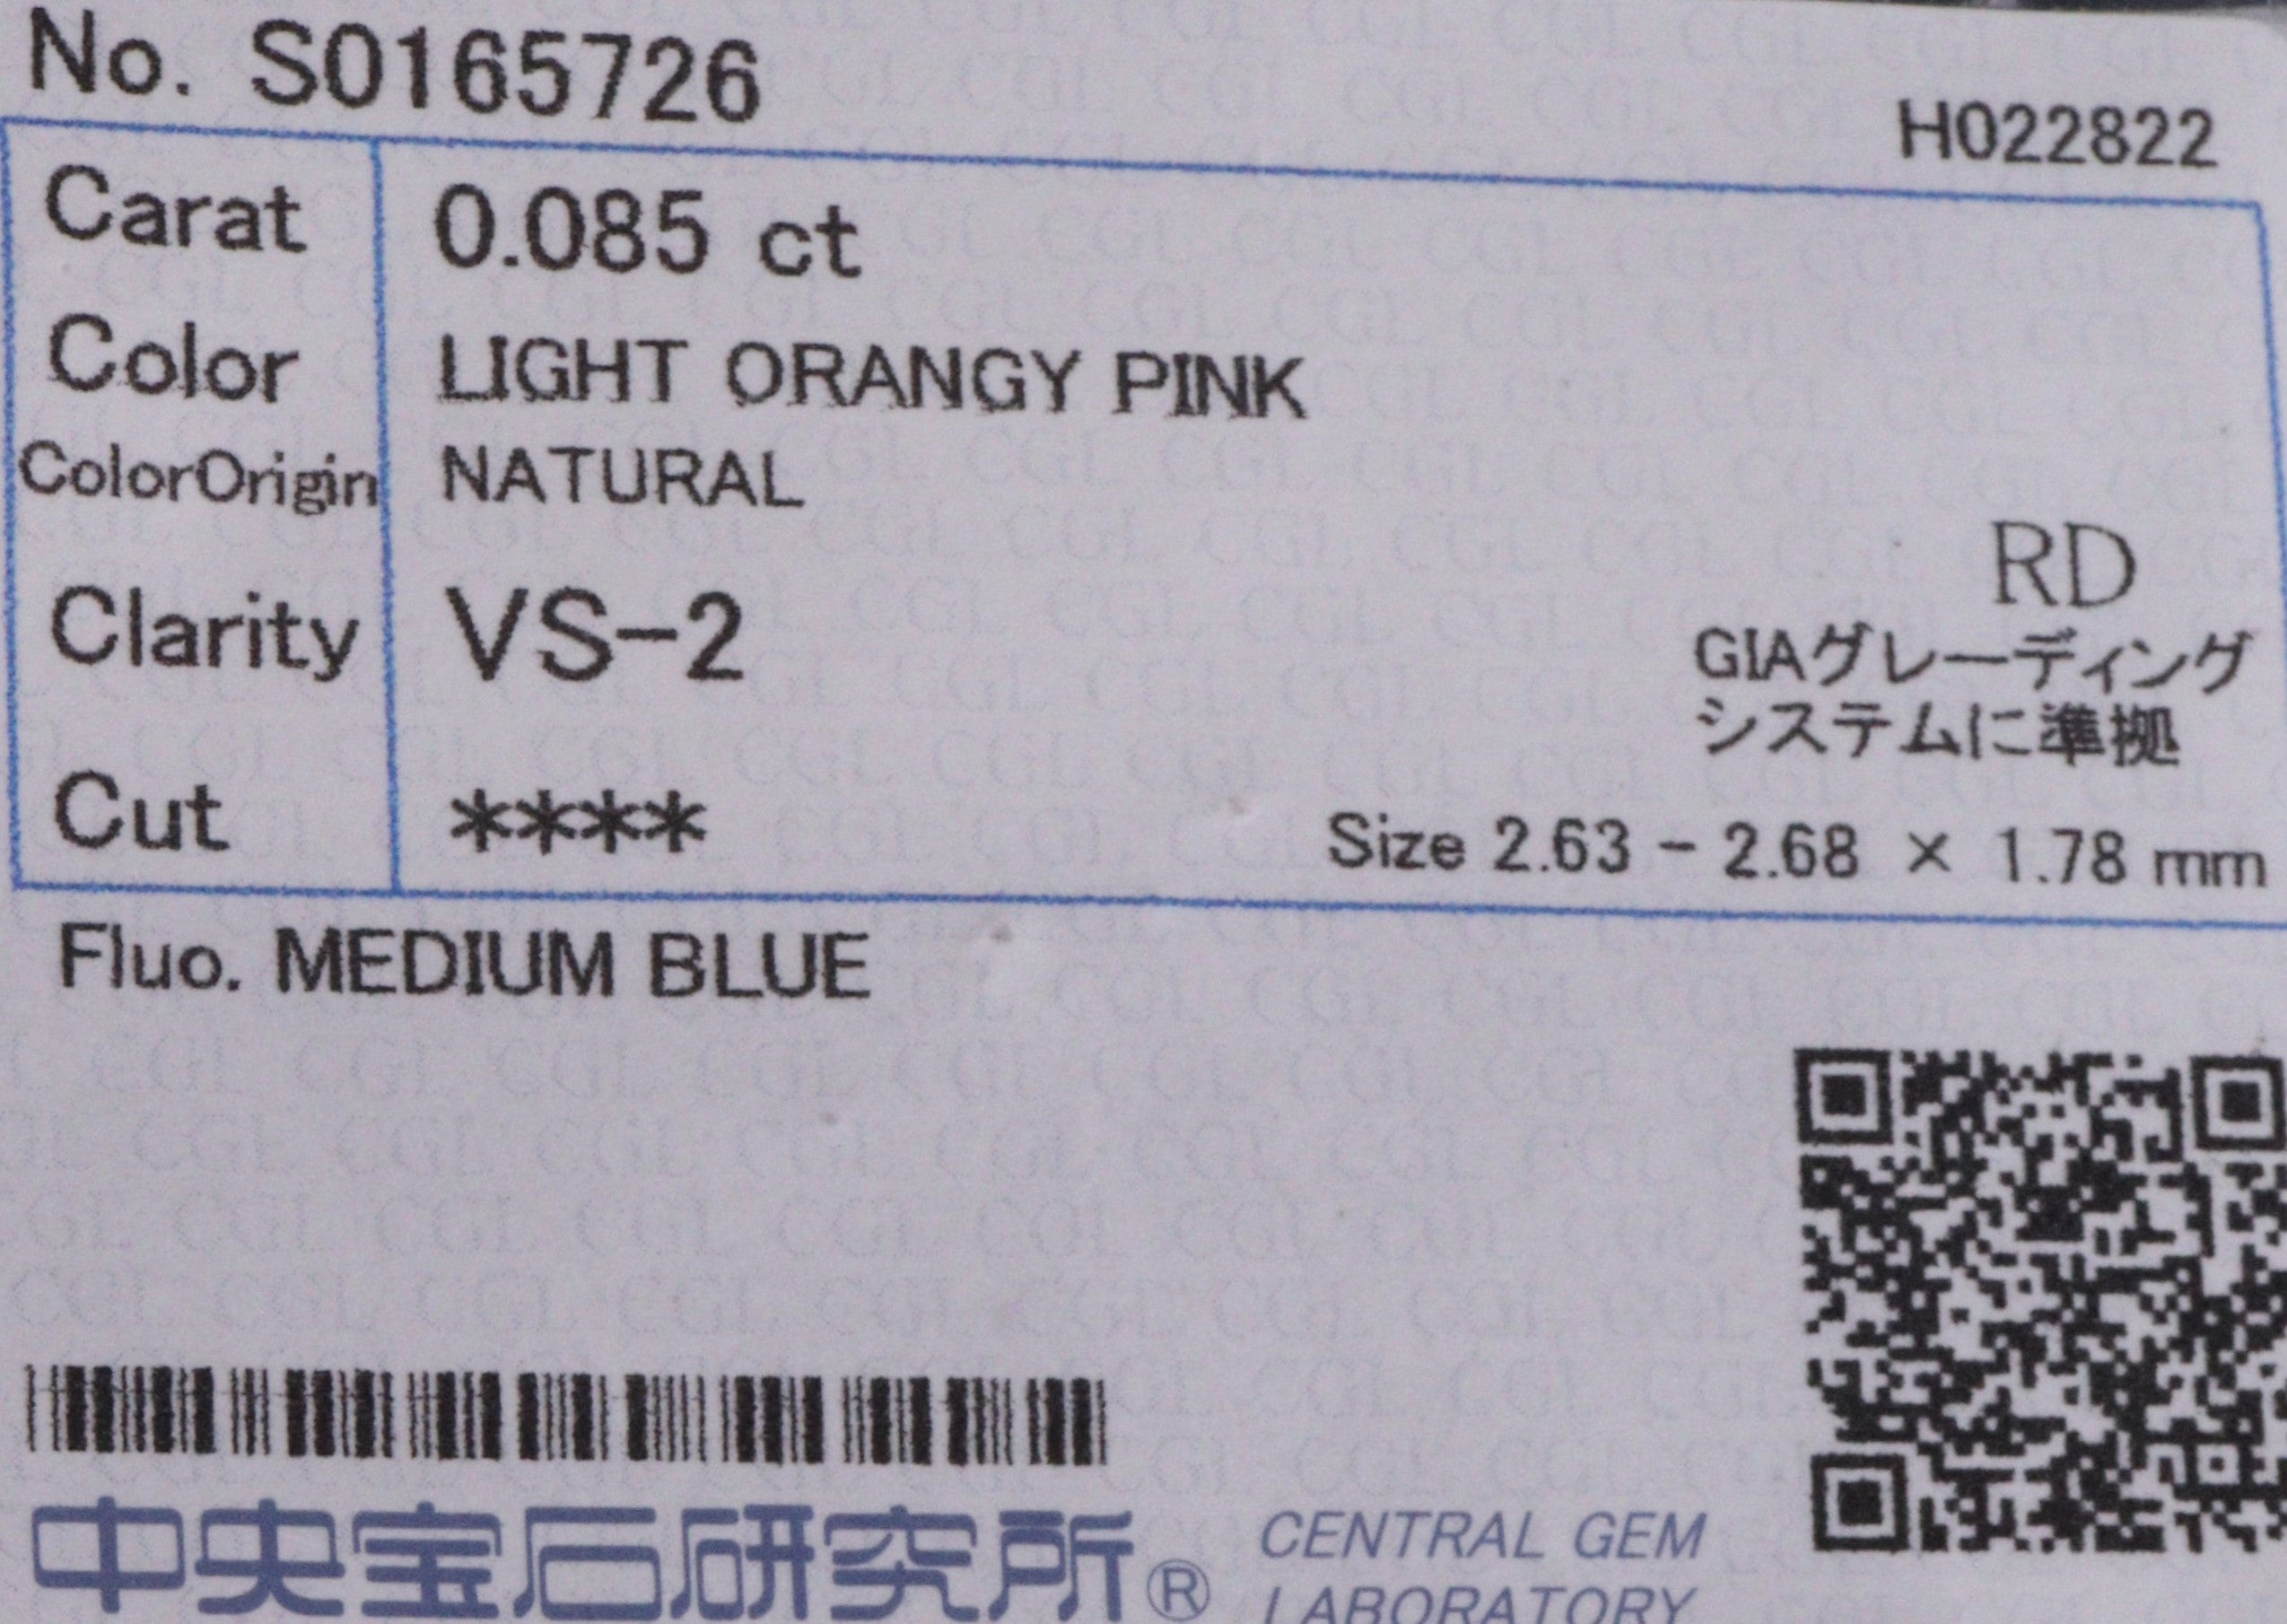 No. S0165726
H022822
Carat 0.085 ct
Color LIGHT ORANGY PINK
ColorOrigin NATURAL
RD
Clarity VS-2
GIAグレーディング
システムに準拠
Cut ****
Size 2.63 - 2.68 × 1.78 mm
Fluo. MEDIUM BLUE
中央宝石研究所®
CENTRAL GEM
LABORATORY